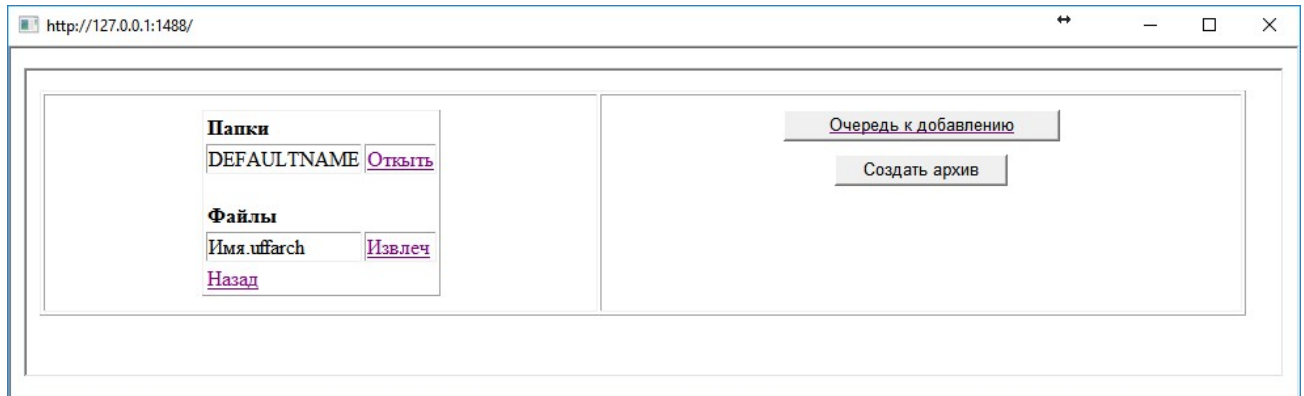 http://127.0.0.1:1488/
Папки
DEFAULTNAME Откыть
Файлы
Имя.uffarch Извлеч
Назад
Очередь к добавлению
Создать архив